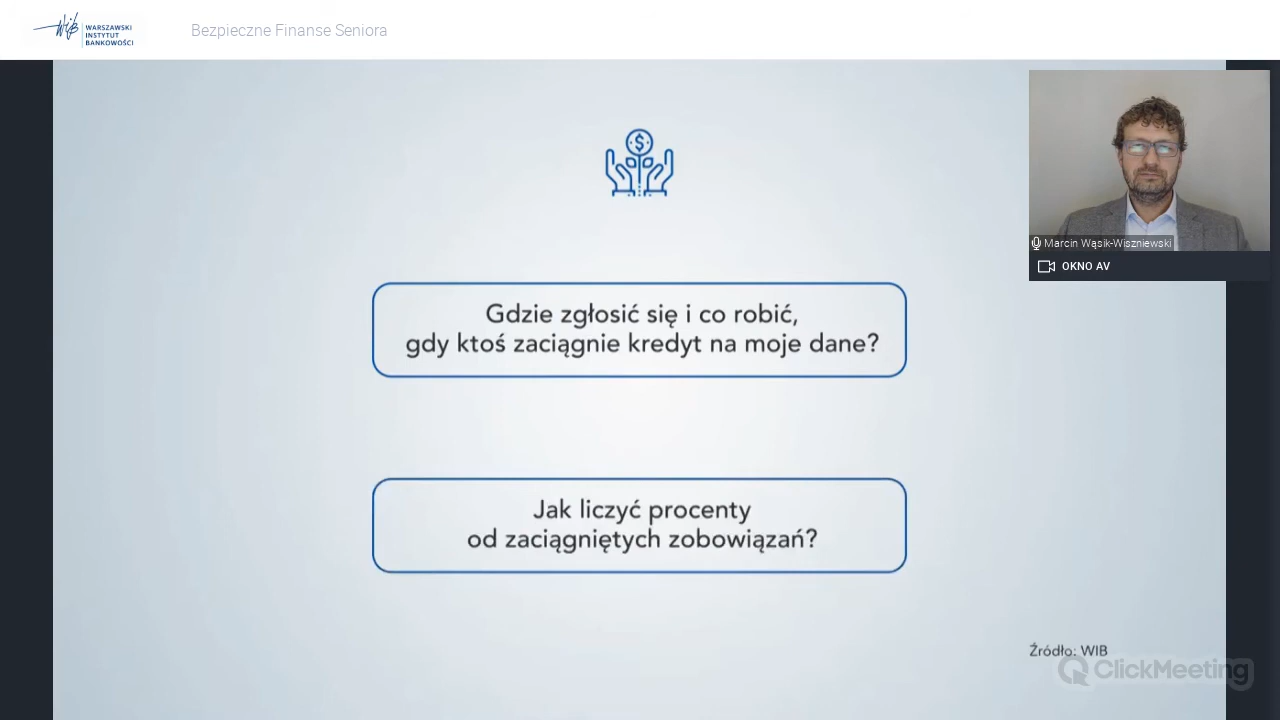 WARSZAWSKI
INSTYTUT
BANKOWOŚCI
Bezpieczne Finanse Seniora
Marcin Wąsik-Wiszniewski
OKNO AV
Gdzie zgłosić się i co robić,
gdy ktoś zaciągnie kredyt na moje dane?
Jak liczyć procenty
od zaciągniętych zobowiązań?
Źródło: WIB
ClickMeeting